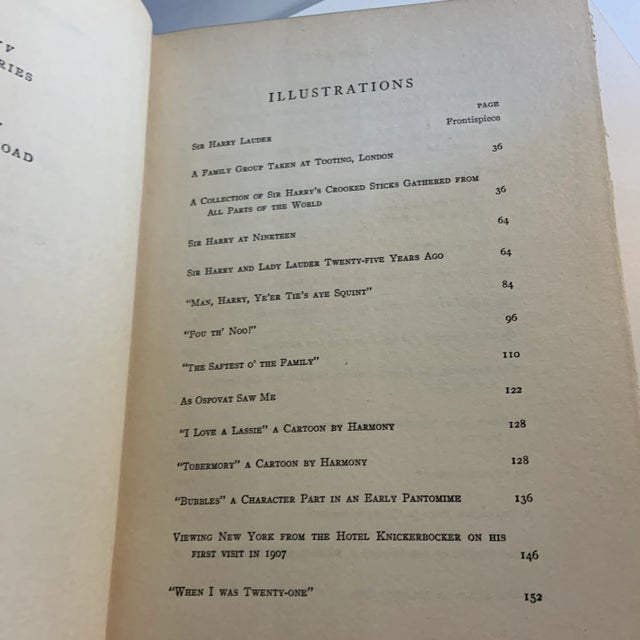 V
RIES
OAD
ILLUSTRATIONS
PAGE
Sir Harry Lauder Frontispiece
A Family Group Taken at Tooting, London 36
A Collection of Sir Harry's Crooked Sticks Gathered from
All Parts of the World 36
Sir Harry at Nineteen 64
Sir Harry and Lady Lauder Twenty-five Years Ago 64
"Man, Harry, Ye'er Tie's aye Squint" 84
"Fou th' Noo!" 96
"The Saftest o' the Family" 110
As Ospovat Saw Me 122
"I Love a Lassie" a Cartoon by Harmony 128
"Tobermory" a Cartoon by Harmony 128
"Bubbles" a Character Part in an Early Pantomime 136
Viewing New York from the Hotel Knickerbocker on his
first visit in 1907 146
"When I was Twenty-one" 152